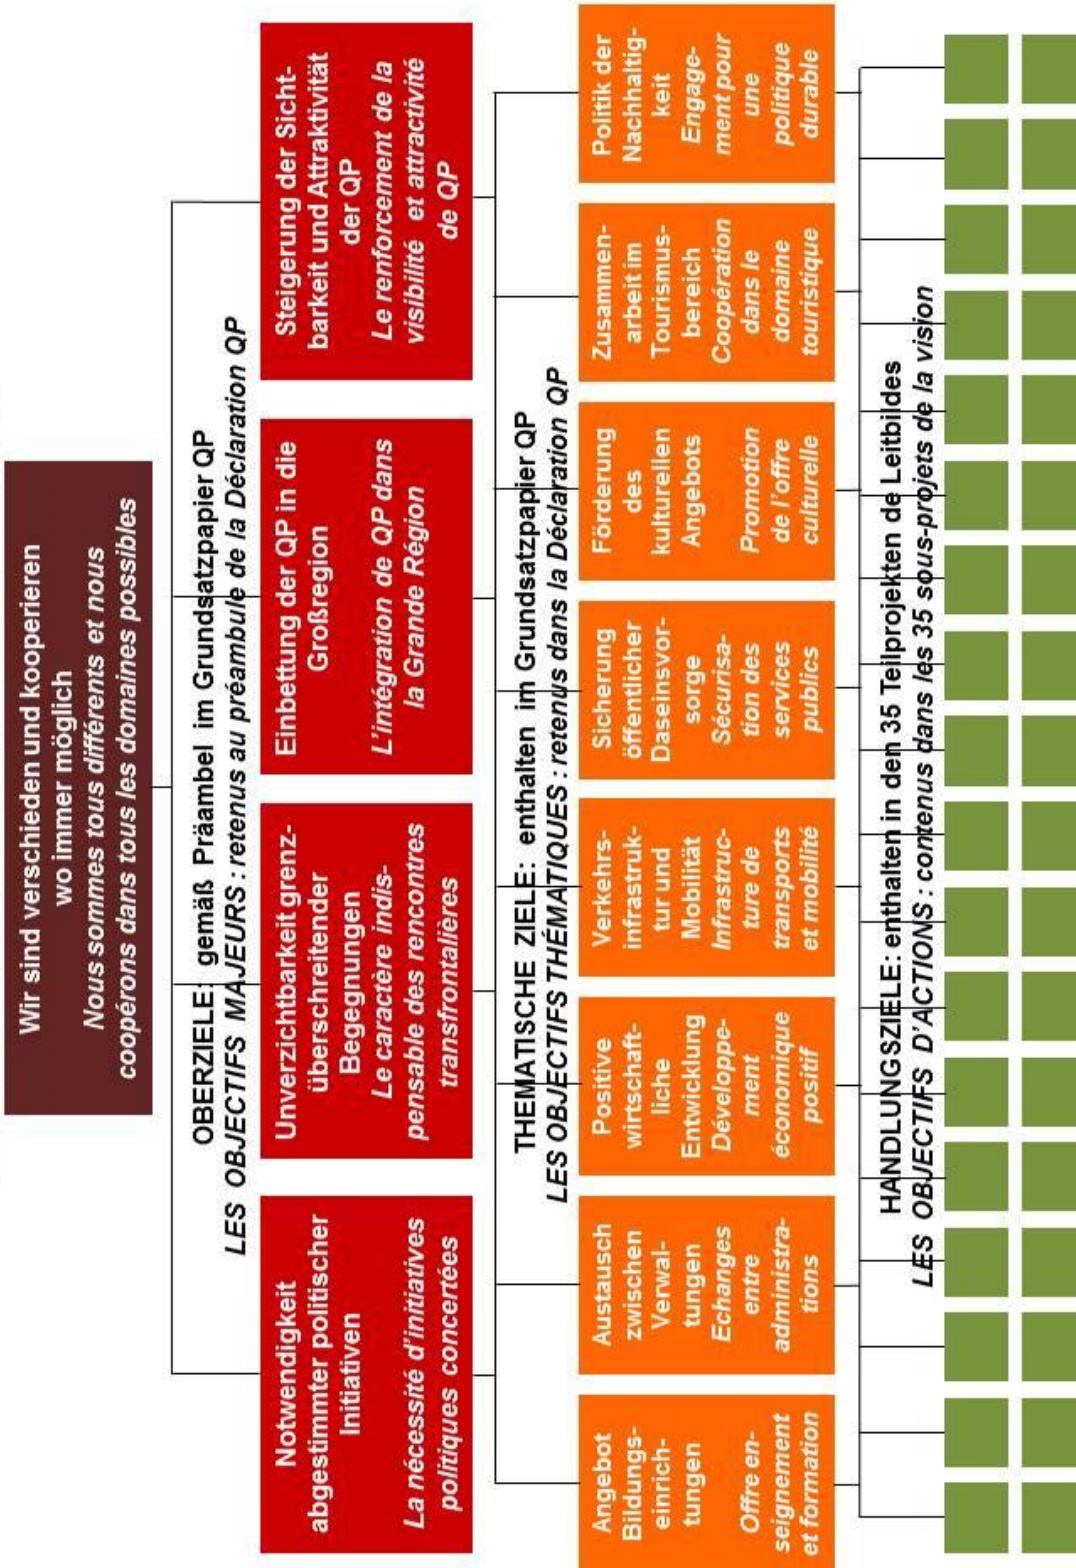 Wir sind verschieden und kooperieren
wo immer möglich
Nous sommes tous différents et nous
coopérons dans tous les domaines possibles
OBERZIELE: gemäß Präambel im Grundsatzpapier QP
LES OBJECTIFS MAJEURS : retenus au préambule de la Déclaration QP
Notwendigkeit
abgestimmter politischer
Initiativen
La nécessité d'initiatives
politiques concertées
Unverzichtbarkeit grenz-
überschreitender
Begegnungen
Le caractère indis-
pensable des rencontres
transfrontalières
Einbettung der QP in die
Großregion
L'intégration de QP dans
la Grande Région
Steigerung der Sicht-
barkeit und Attraktivität
der QP
Le renforcement de la
visibilité et attractivité
de QP
THEMATISCHE ZIELE: enthalten im Grundsatzpapier QP
LES OBJECTIFS THÉMATIQUES : retenus dans la Déclaration QP
Angebot
Bildungs-
einrich-
tungen
Offre en-
seignement
et formation
Austausch
zwischen
Verwal-
tungen
Echanges
entre
administra-
tions
Positive
wirtschaft-
liche
Entwicklung
Développe-
ment
économique
positif
Verkehrs-
infrastruk-
tur und
Mobilität
Infrastruc-
ture de
transports
et mobilité
Sicherung
öffentlicher
Daseinsvor-
sorge
Sécurisa-
tion des
services
publics
Förderung
des
kulturellen
Angebots
Promotion
de l'offre
culturelle
Zusammen-
arbeit im
Tourismus-
bereich
Coopération
dans le
domaine
touristique
Politik der
Nachhaltig-
keit
Engage-
ment pour
une
politique
durable
HANDLUNGSZIELE: enthalten in den 35 Teilprojekten de Leitbildes
LES OBJECTIFS D'ACTIONS : contenus dans les 35 sous-projets de la vision